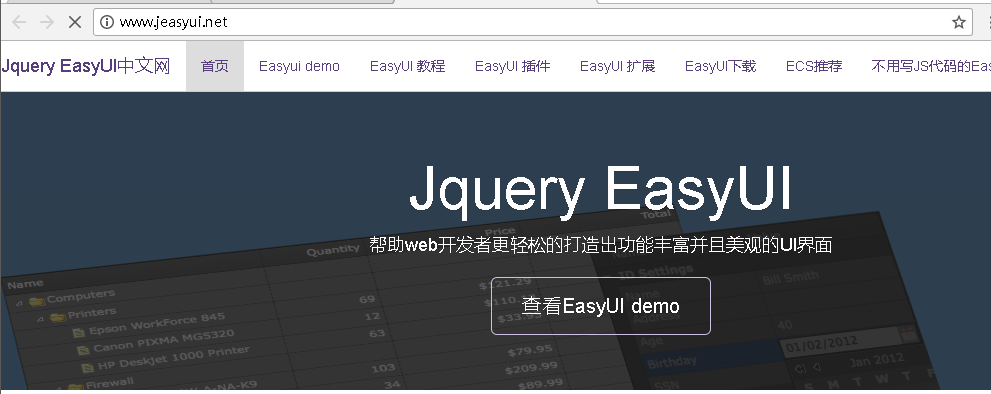 www.jeasyui.net
Jquery EasyUI中文网 首页 Easyui demo EasyUI 教程 EasyUI 插件 EasyUI 扩展 EasyUI下载 ECS推荐 不用写JS代码的Eas
Jquery EasyUI
帮助web开发者更轻松的打造出功能丰富并且美观的UI界面
查看EasyUI demo
Name Quantity Price Total
Computers
Printers 69 $121.29
Epson WorkForce 845 12 $110.
Canon PIXMA MG5320 63 $33.
HP Deskjet 1000 Printer $79.95
Firewall 103 $209.99
A-NA-K9 34 $89.99
ID Settings
Name Bill Smith
Age 40
Birthday 01/02/2012
SSN Jan 2012
S M T W T F S